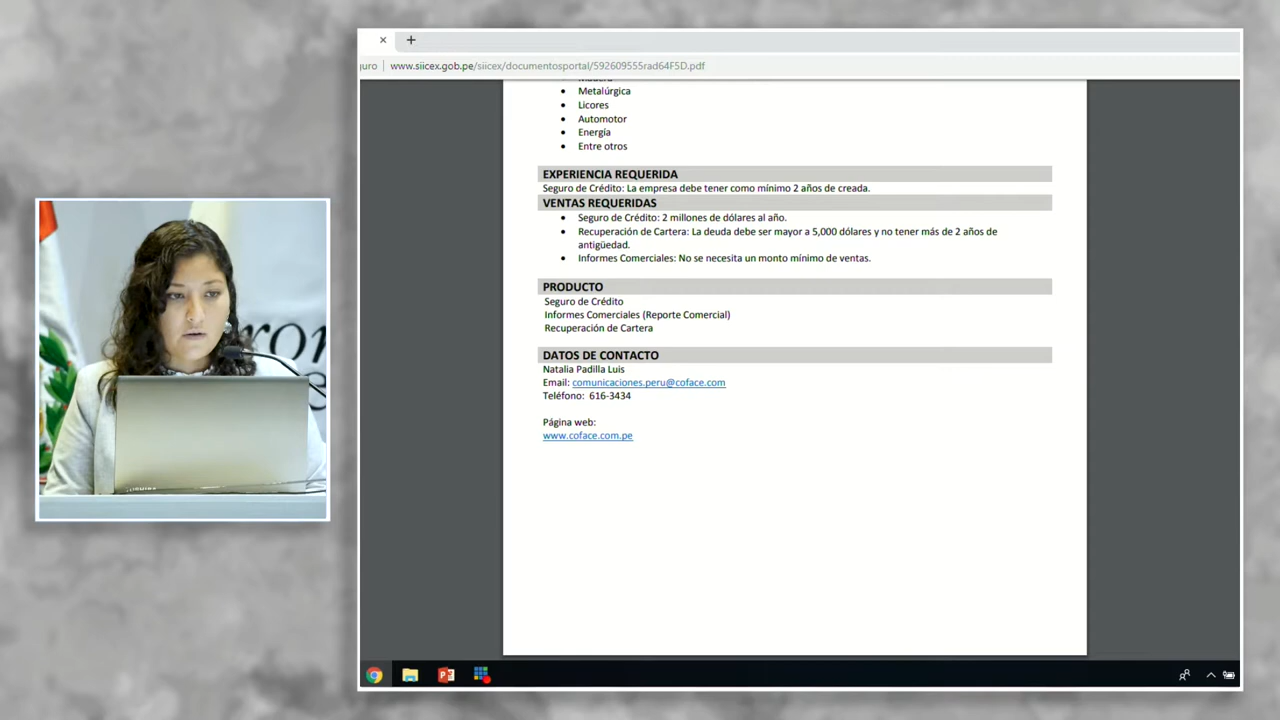 www.siicex.gob.pe/siicex/documentosportal/592609555rad64F5D.pdf
• Metalúrgica
• Licores
• Automotor
• Energía
• Entre otros
EXPERIENCIA REQUERIDA
Seguro de Crédito: La empresa debe tener como mínimo 2 años de creada.
VENTAS REQUERIDAS
• Seguro de Crédito: 2 millones de dólares al año.
• Recuperación de Cartera: La deuda debe ser mayor a 5,000 dólares y no tener más de 2 años de
antigüedad.
• Informes Comerciales: No se necesita un monto mínimo de ventas.
PRODUCTO
Seguro de Crédito
Informes Comerciales (Reporte Comercial)
Recuperación de Cartera
DATOS DE CONTACTO
Natalia Padilla Luis
Email: comunicaciones.peru@coface.com
Teléfono: 616-3434
Página web:
www.coface.com.pe